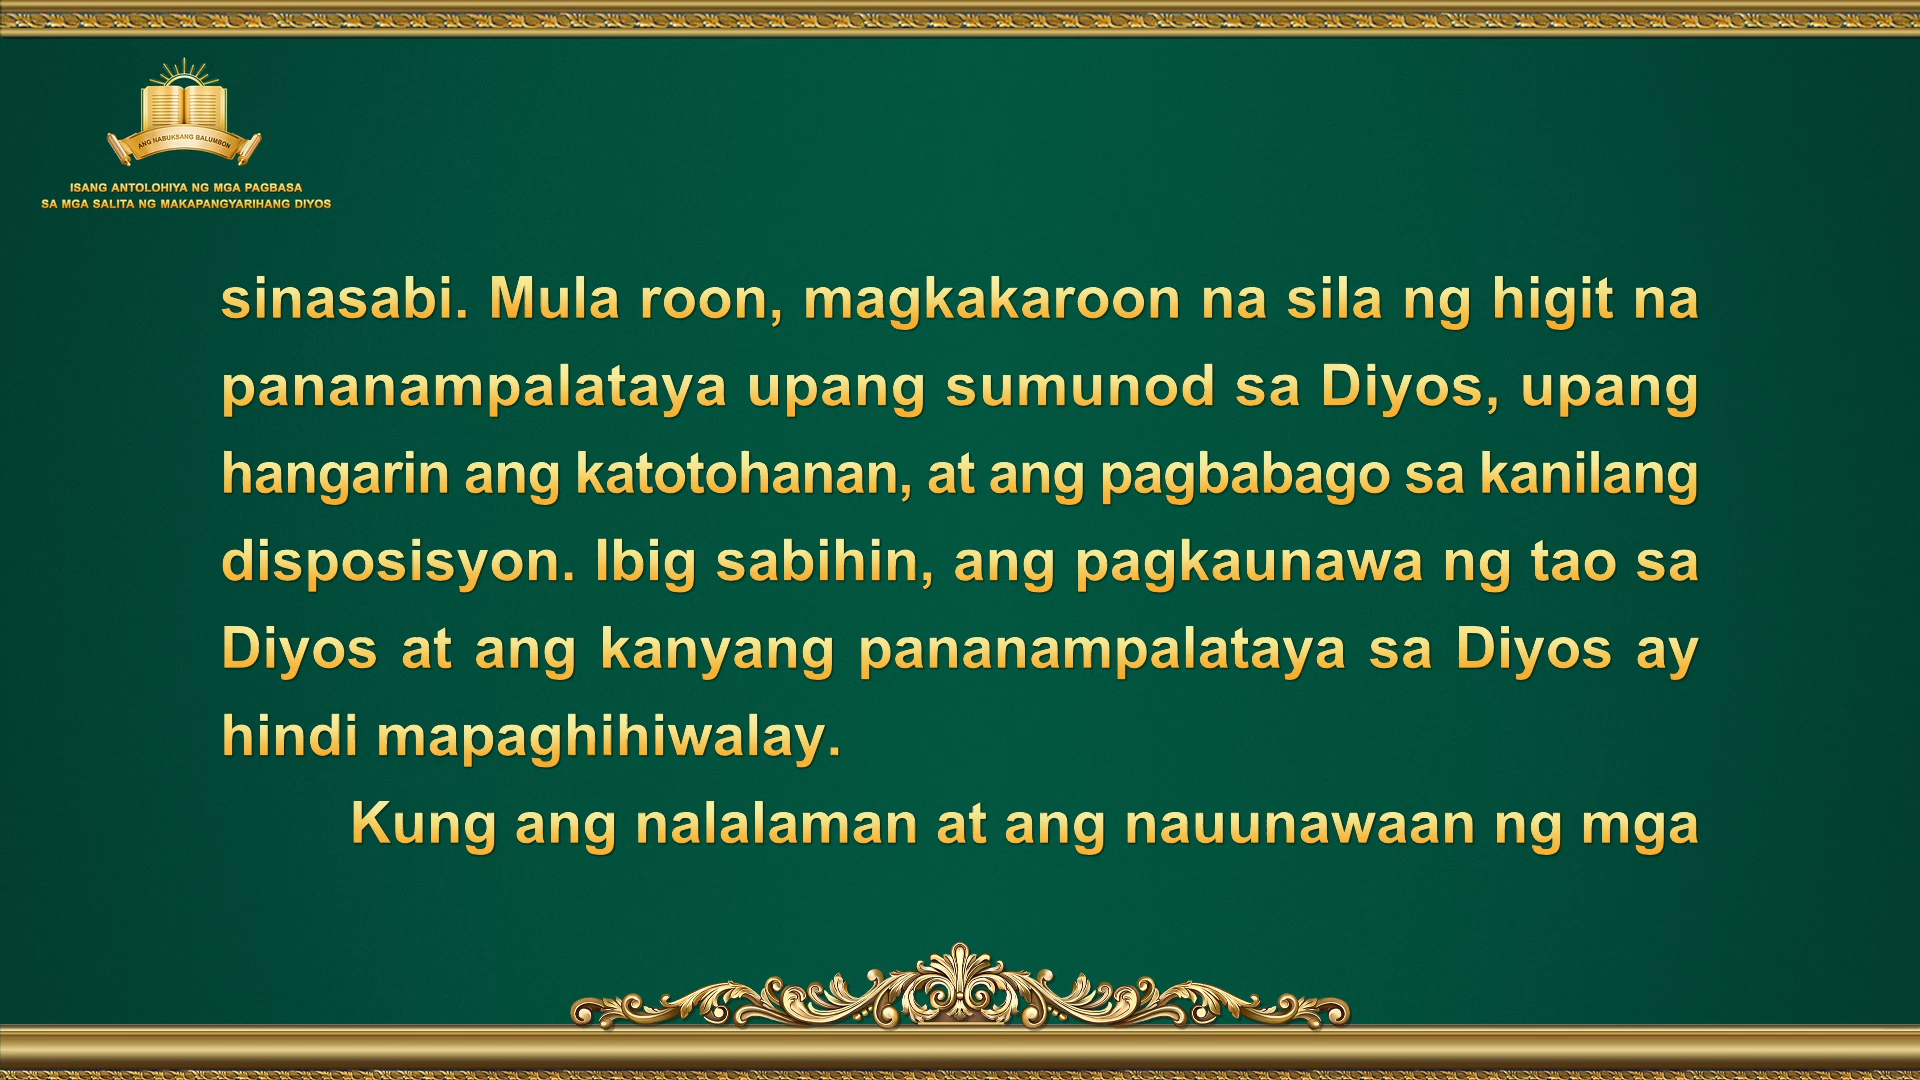 ANG NABUKSANG BALUMBON
ISANG ANTOLOHIYA NG MGA PAGBASA
SA MGA SALITA NG MAKAPANGYARIHANG DIYOS
sinasabi. Mula roon, magkakaroon na sila ng higit na
pananampalataya upang sumunod sa Diyos, upang
hangarin ang katotohanan, at ang pagbabago sa kanilang
disposisyon. Ibig sabihin, ang pagkaunawa ng tao sa
Diyos at ang kanyang pananampalataya sa Diyos ay
hindi mapaghihiwalay.
Kung ang nalalaman at ang nauunawaan ng mga